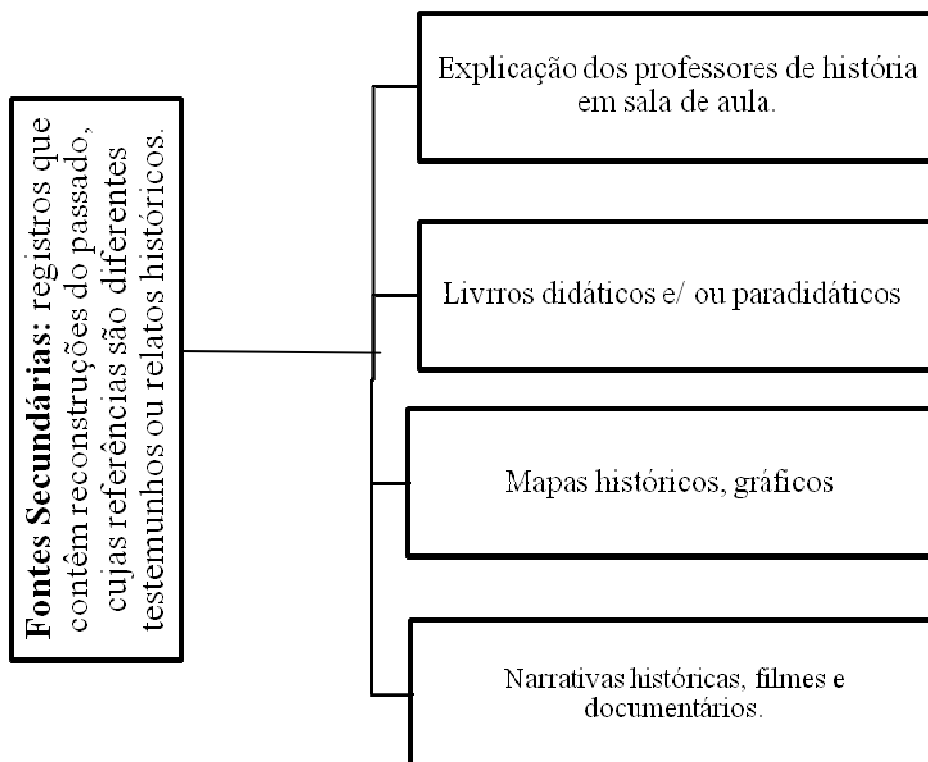 Fontes Secundárias: registros que
contêm reconstruções do passado,
cujas referências são diferentes
testemunhos ou relatos históricos.
Explicação dos professores de história
em sala de aula.
Livrros didáticos e/ ou paradidáticos
Mapas históricos, gráficos
Narrativas históricas, filmes e
documentários.